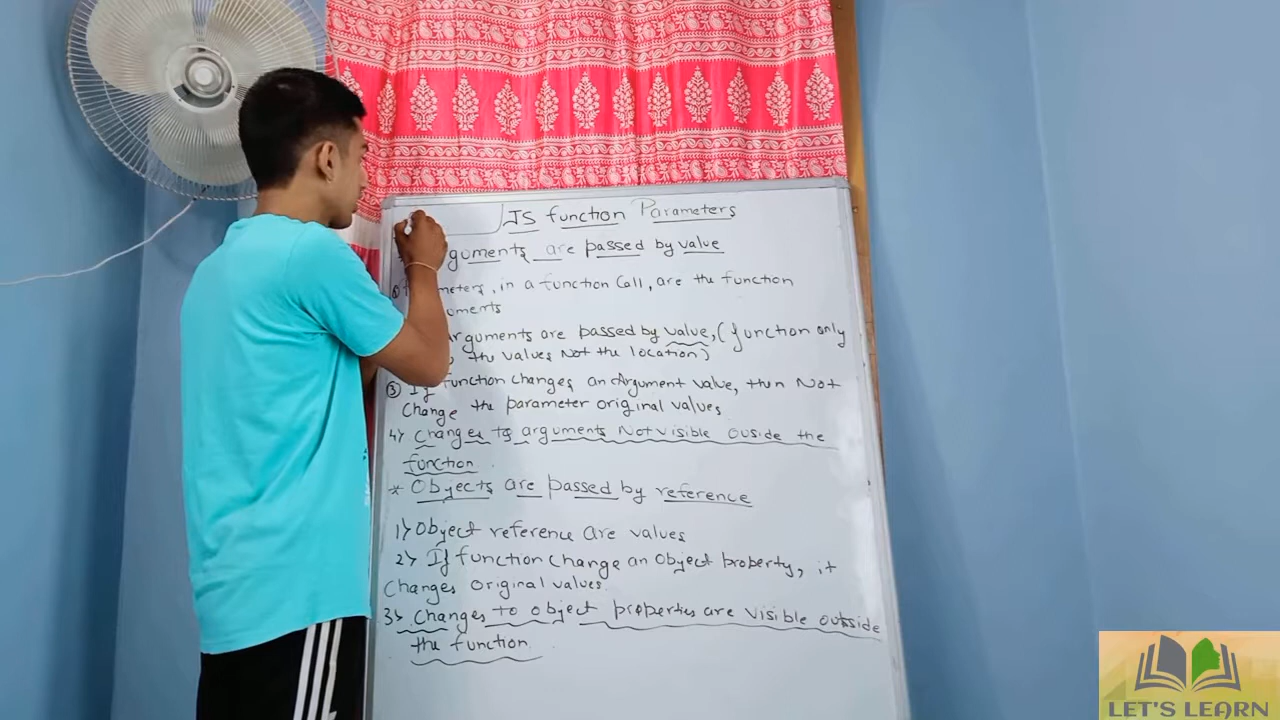 JS function Parameters
guments are passed by value
meters, in a function Call, are the function
uments
rguments are passed by value, (function only
the values Not the location)
③ If function changes an Argument value, then Not
Change the parameter original values.
4) Changes to arguments Not visible ouside the
function.
* Objects are passed by reference
1) Object reference are values
2) If function change an object property, it
Changes original values.
3) Changes to object properties are visible outside
the function.
LET'S LEARN